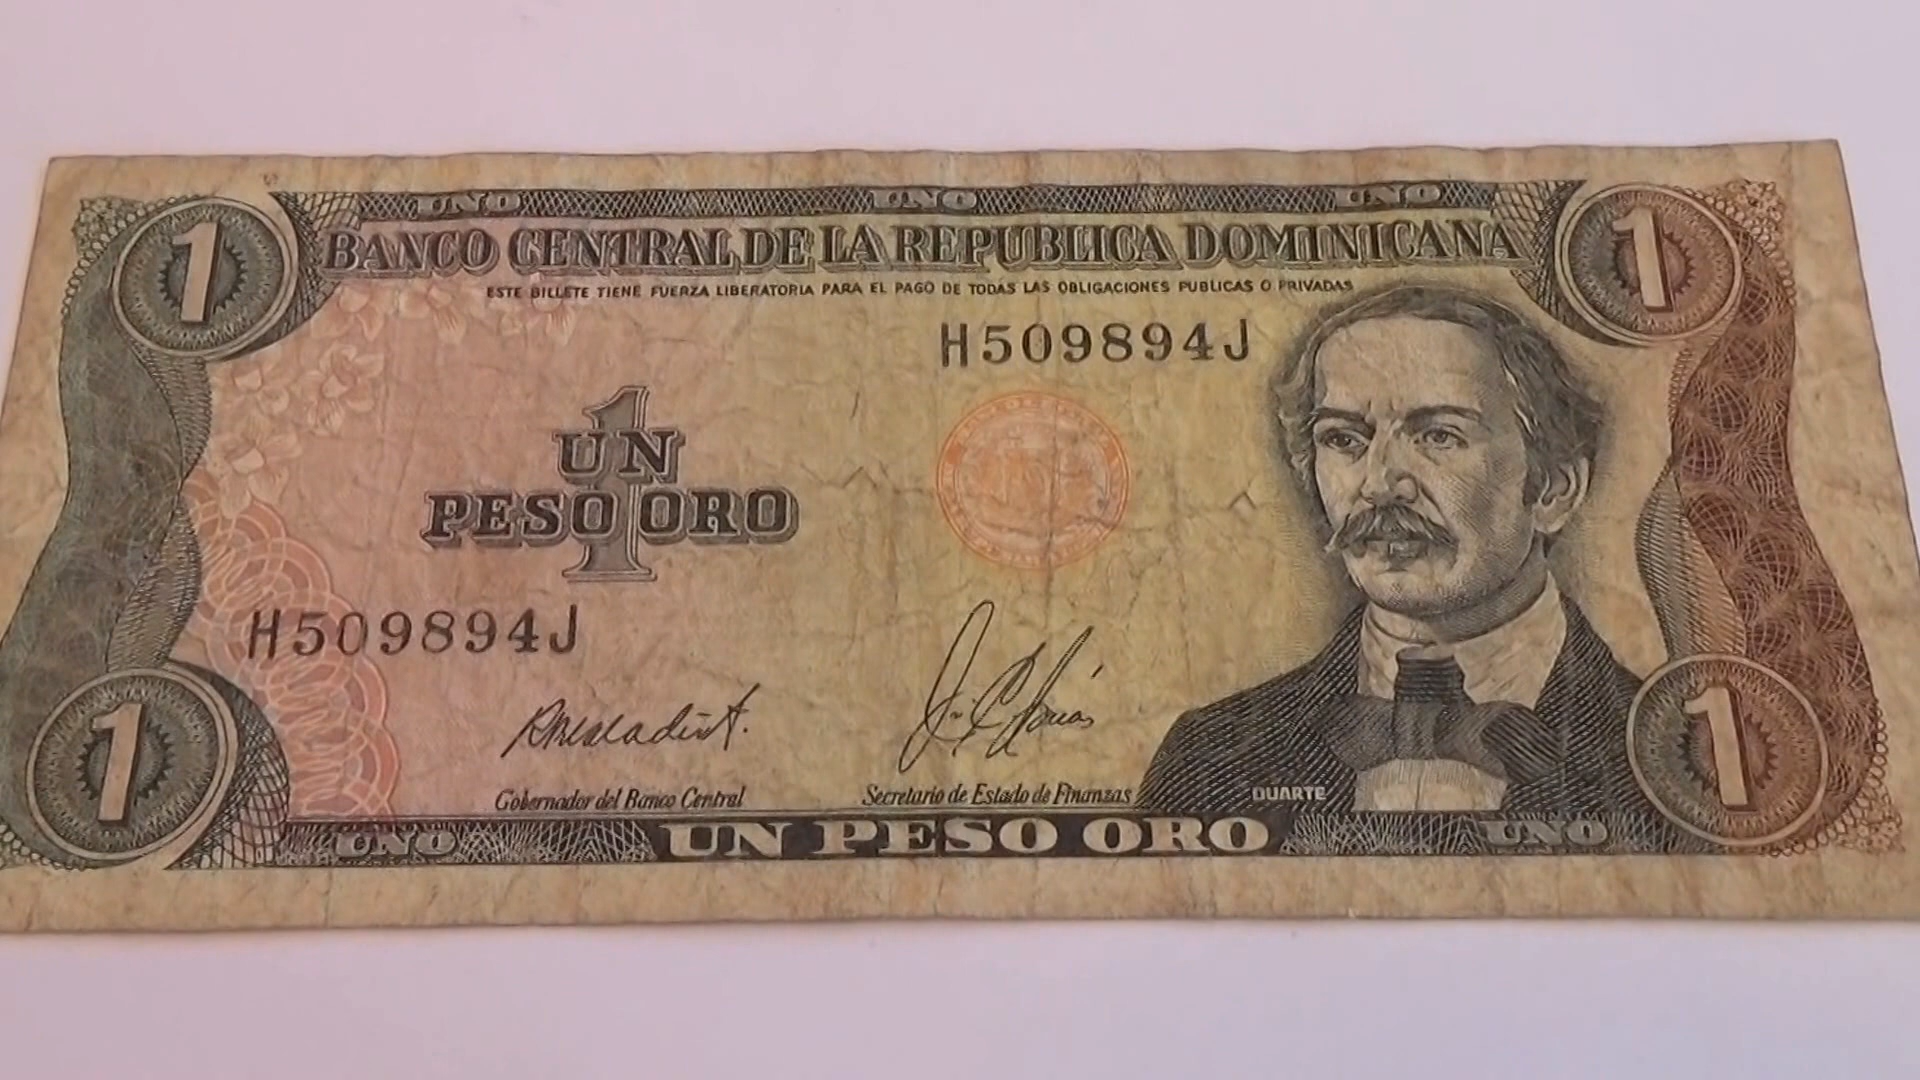 UNO UNO UNO
1 BANCO CENTRAL DE LA REPUBLICA DOMINICANA 1
ESTE BILLETE TIENE FUERZA LIBERATORIA PARA EL PAGO DE TODAS LAS OBLIGACIONES PUBLICAS O PRIVADAS
H509894J
1
UN
PESO ORO
H509894J
Gobernador del Banco Central Secretario de Estado de Finanzas DUARTE
1 1
UNO UN PESO ORO UNO